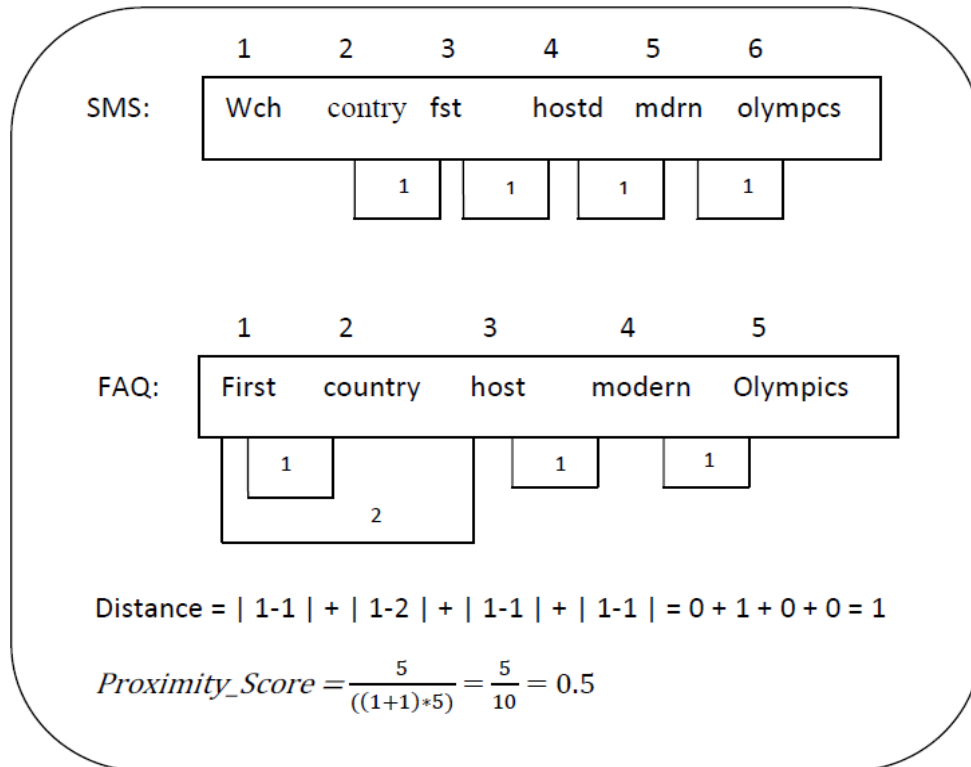 1 2 3 4 5 6
SMS: Wch contry fst hostd mdrn olympcs
1 1 1 1
1 2 3 4 5
FAQ: First country host modern Olympics
1 1 1
2
Distance = | 1-1 | + | 1-2 | + | 1-1 | + | 1-1 | = 0 + 1 + 0 + 0 = 1
Proximity_Score = 5/((1+1)*5) = 5/10 = 0.5